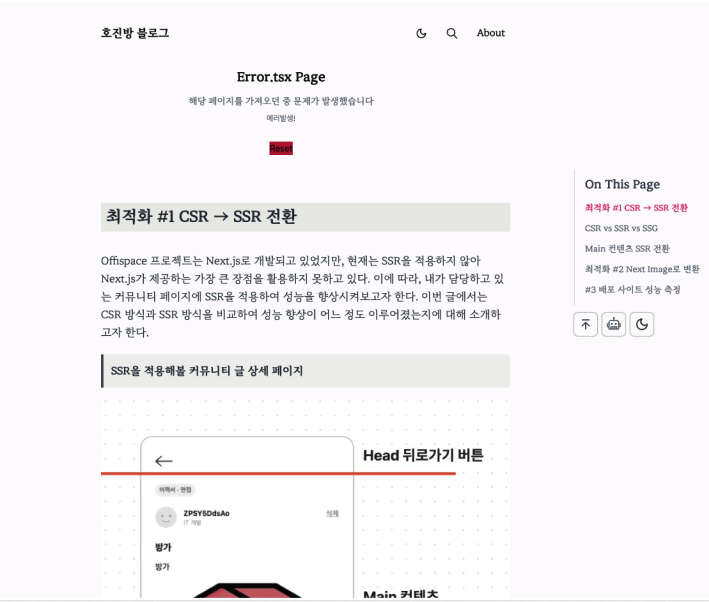 호진방 블로그
About
Error.tsx Page
해당 페이지를 가져오던 중 문제가 발생했습니다
에러발생!
Reset
On This Page
최적화 #1 CSR → SSR 전환
CSR vs SSR vs SSG
Main 컨텐츠 SSR 전환
최적화 #2 Next Image로 변환
#3 배포 사이트 성능 측정
최적화 #1 CSR → SSR 전환
Offispace 프로젝트는 Next.js로 개발되고 있었지만, 현재는 SSR을 적용하지 않아
Next.js가 제공하는 가장 큰 장점을 활용하지 못하고 있다. 이에 따라, 내가 담당하고 있
는 커뮤니티 페이지에 SSR을 적용하여 성능을 향상시켜보고자 한다. 이번 글에서는
CSR 방식과 SSR 방식을 비교하여 성능 향상이 어느 정도 이루어졌는지에 대해 소개하
고자 한다.
SSR을 적용해볼 커뮤니티 글 상세 페이지
Head 뒤로가기 버튼
이력서 · 면접
ZPSY5DdsAo
삭제
IT 개발
방가
방가
Main 컨텐츠